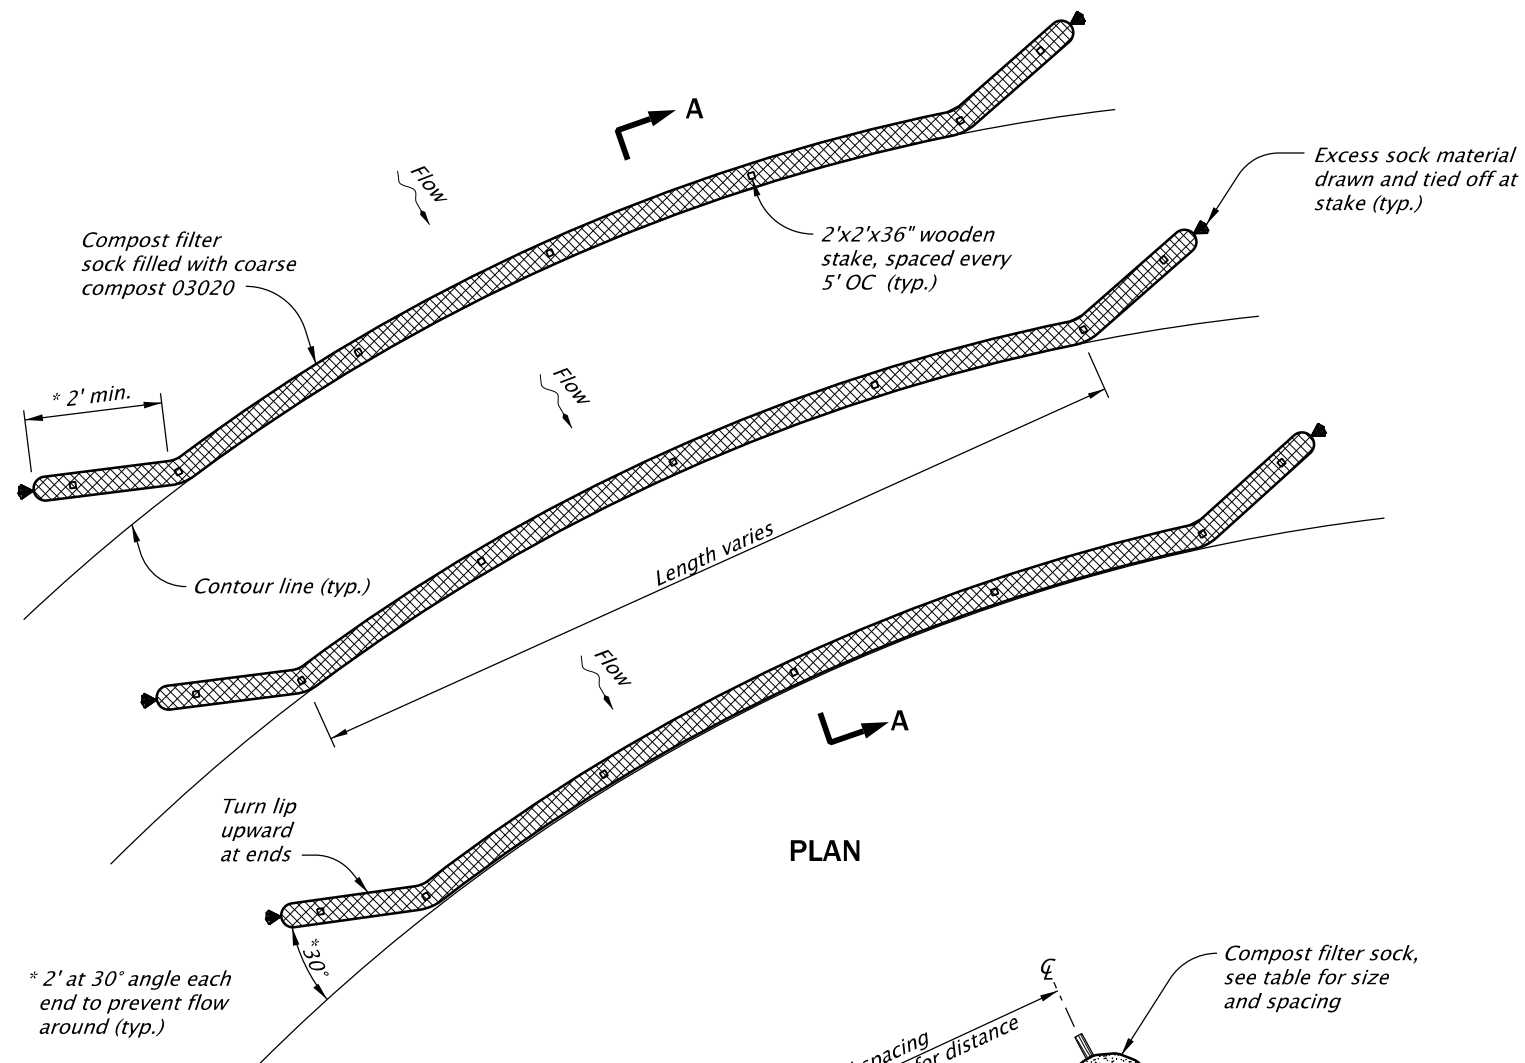 A
Flow
Excess sock material
drawn and tied off at
stake (typ.)
Compost filter
sock filled with coarse
compost 03020
2'x2'x36" wooden
stake, spaced every
5' OC (typ.)
* 2' min.
Flow
Contour line (typ.)
Length varies
Flow
A
Turn lip
upward
at ends
PLAN
*30°
* 2' at 30° angle each
end to prevent flow
around (typ.)
℄
Compost filter sock,
see table for size
and spacing
spacing
for distance